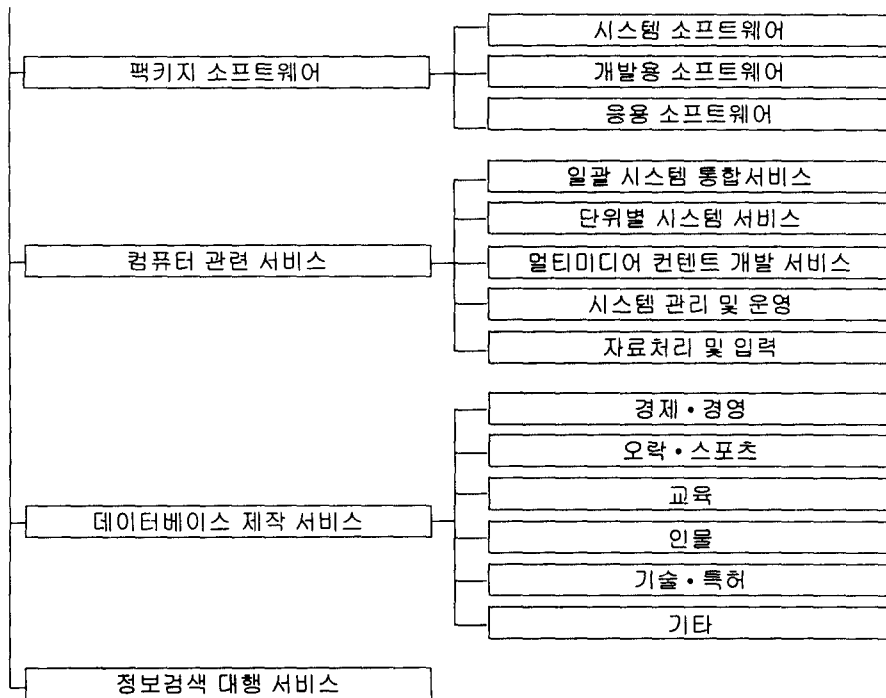 팩키지 소프트웨어
시스템 소프트웨어
개발용 소프트웨어
응용 소프트웨어
컴퓨터 관련 서비스
일괄 시스템 통합서비스
단위별 시스템 서비스
멀티미디어 컨텐트 개발 서비스
시스템 관리 및 운영
자료처리 및 입력
데이터베이스 제작 서비스
경제•경영
오락•스포츠
교육
인물
기술•특허
기타
정보검색 대행 서비스